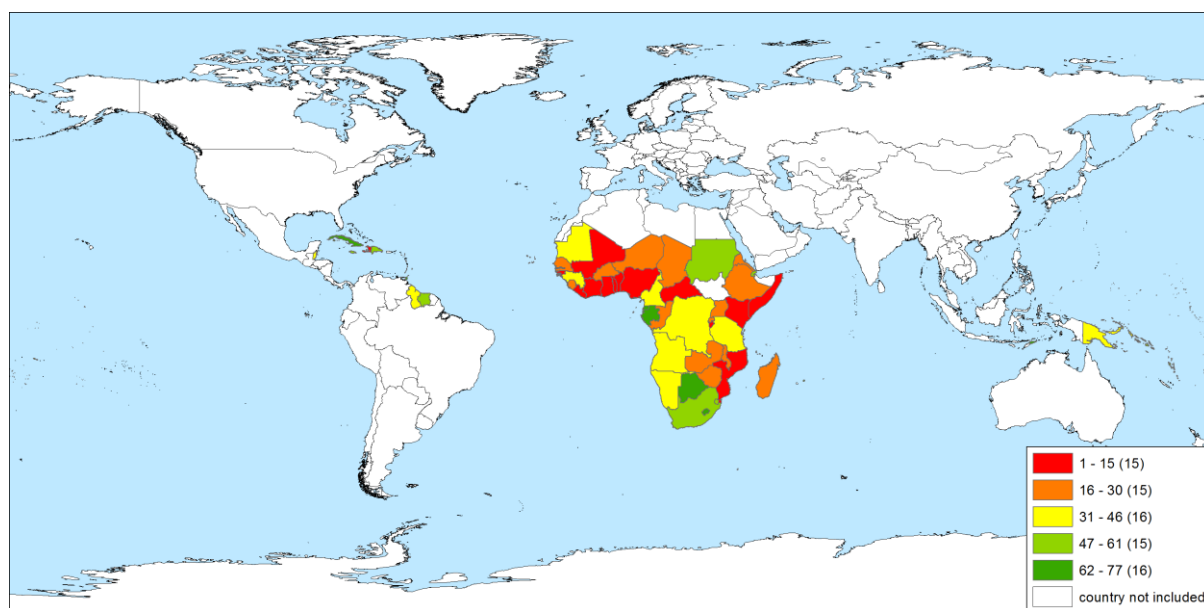 1 - 15 (15)
16 - 30 (15)
31 - 46 (16)
47 - 61 (15)
62 - 77 (16)
country not included